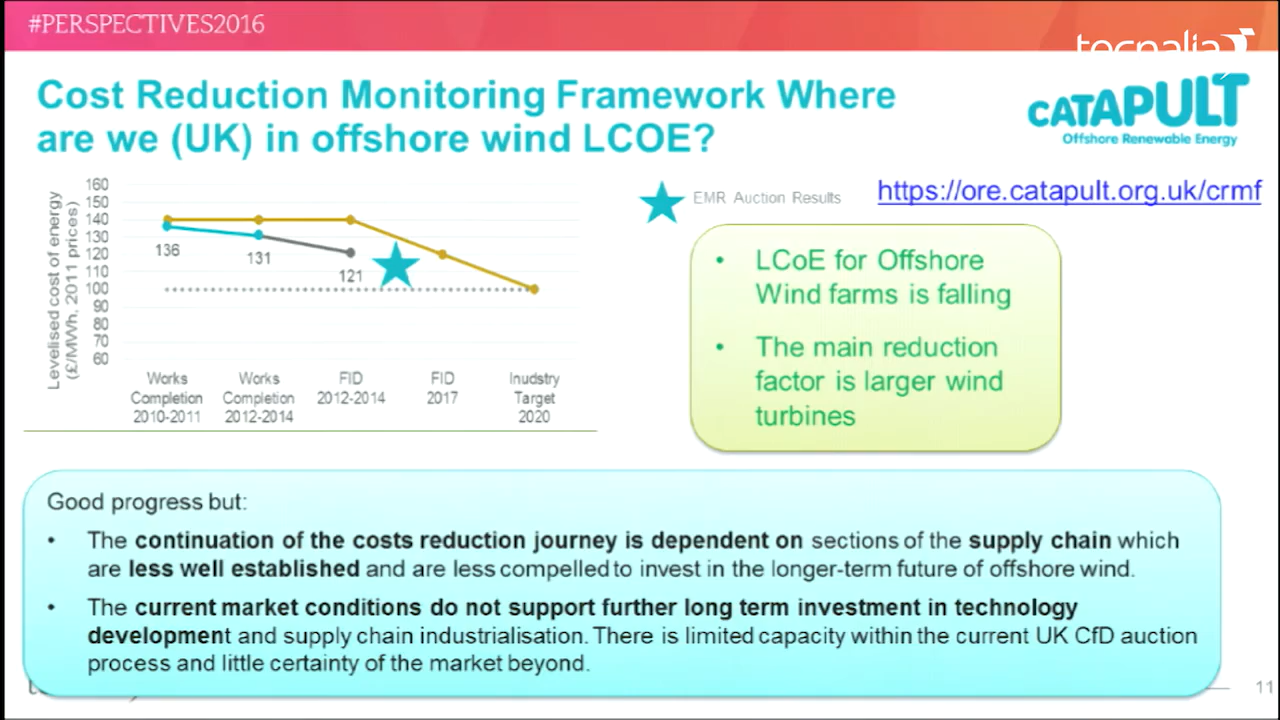 #PERSPECTIVES2016
tecnalia
Cost Reduction Monitoring Framework Where
are we (UK) in offshore wind LCOE?
CATAPULT
Offshore Renewable Energy
Levelised cost of energy
(£/MWh, 2011 prices)
160
150
140
130
120
110
100
90
80
70
60
136
131
121
Works
Completion
2010-2011
Works
Completion
2012-2014
FID
2012-2014
FID
2017
Inudstry
Target
2020
EMR Auction Results
https://ore.catapult.org.uk/crmf
• LCoE for Offshore
Wind farms is falling
• The main reduction
factor is larger wind
turbines
Good progress but:
• The continuation of the costs reduction journey is dependent on sections of the supply chain which
are less well established and are less compelled to invest in the longer-term future of offshore wind.
• The current market conditions do not support further long term investment in technology
development and supply chain industrialisation. There is limited capacity within the current UK CfD auction
process and little certainty of the market beyond.
11